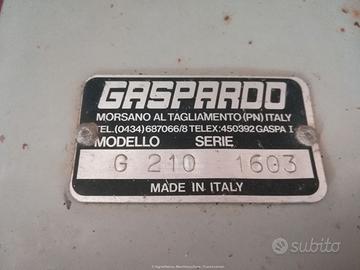 GASPARDO
MORSANO AL TAGLIAMENTO (PN) ITALY
TEL.(0434) 687066/8 TELEX:450392 GASPA I
MODELLO SERIE
G 210 1603
MADE IN ITALY
subito